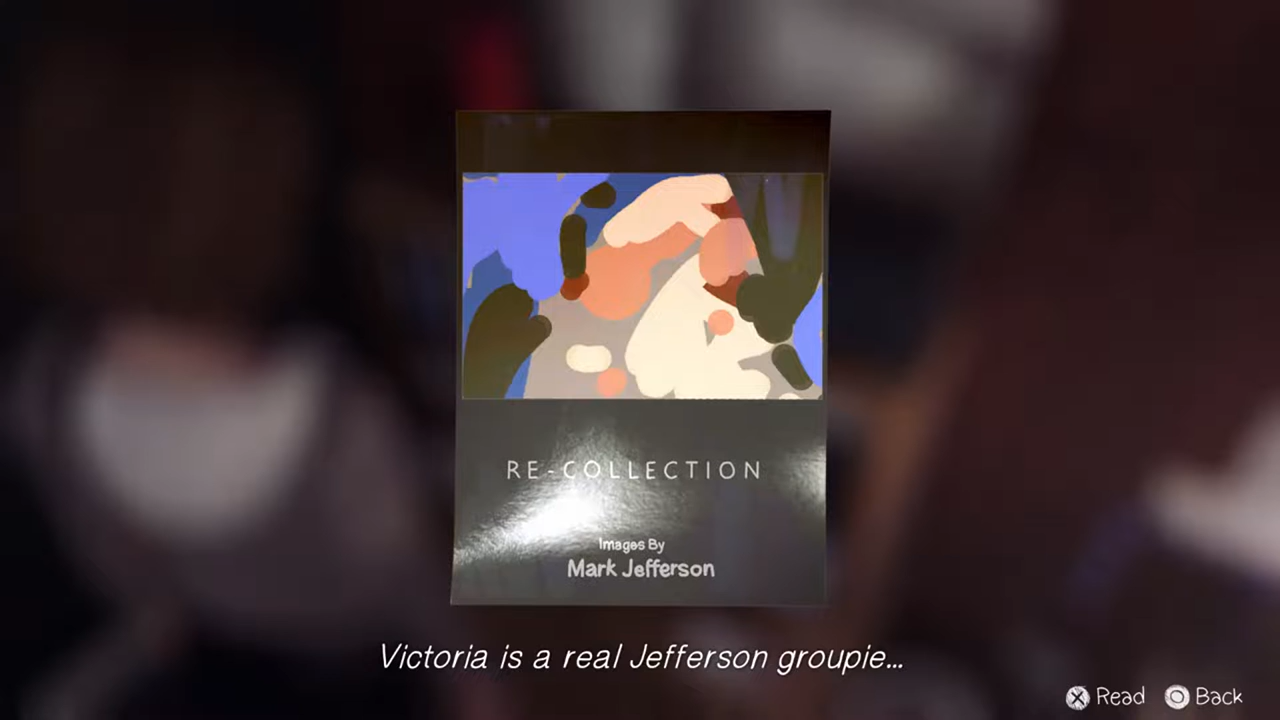 RE-COLLECTION
Images By
Mark Jefferson
Victoria is a real Jefferson groupie...
Read Back